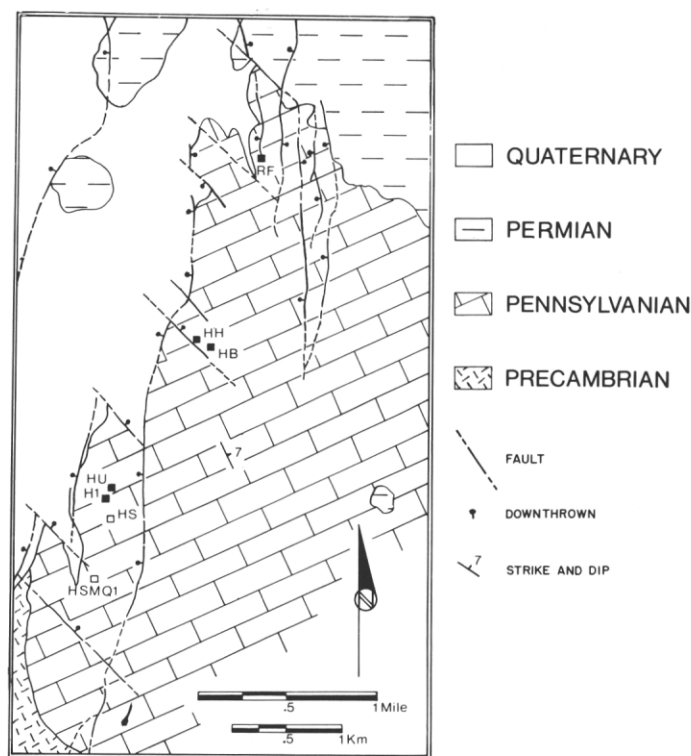 RF
HH
HB
7
HU
H1
HS
HSMQ1
.5 1 Mile
.5 1 Km
QUATERNARY
PERMIAN
PENNSYLVANIAN
PRECAMBRIAN
FAULT
DOWNTHROWN
7
STRIKE AND DIP